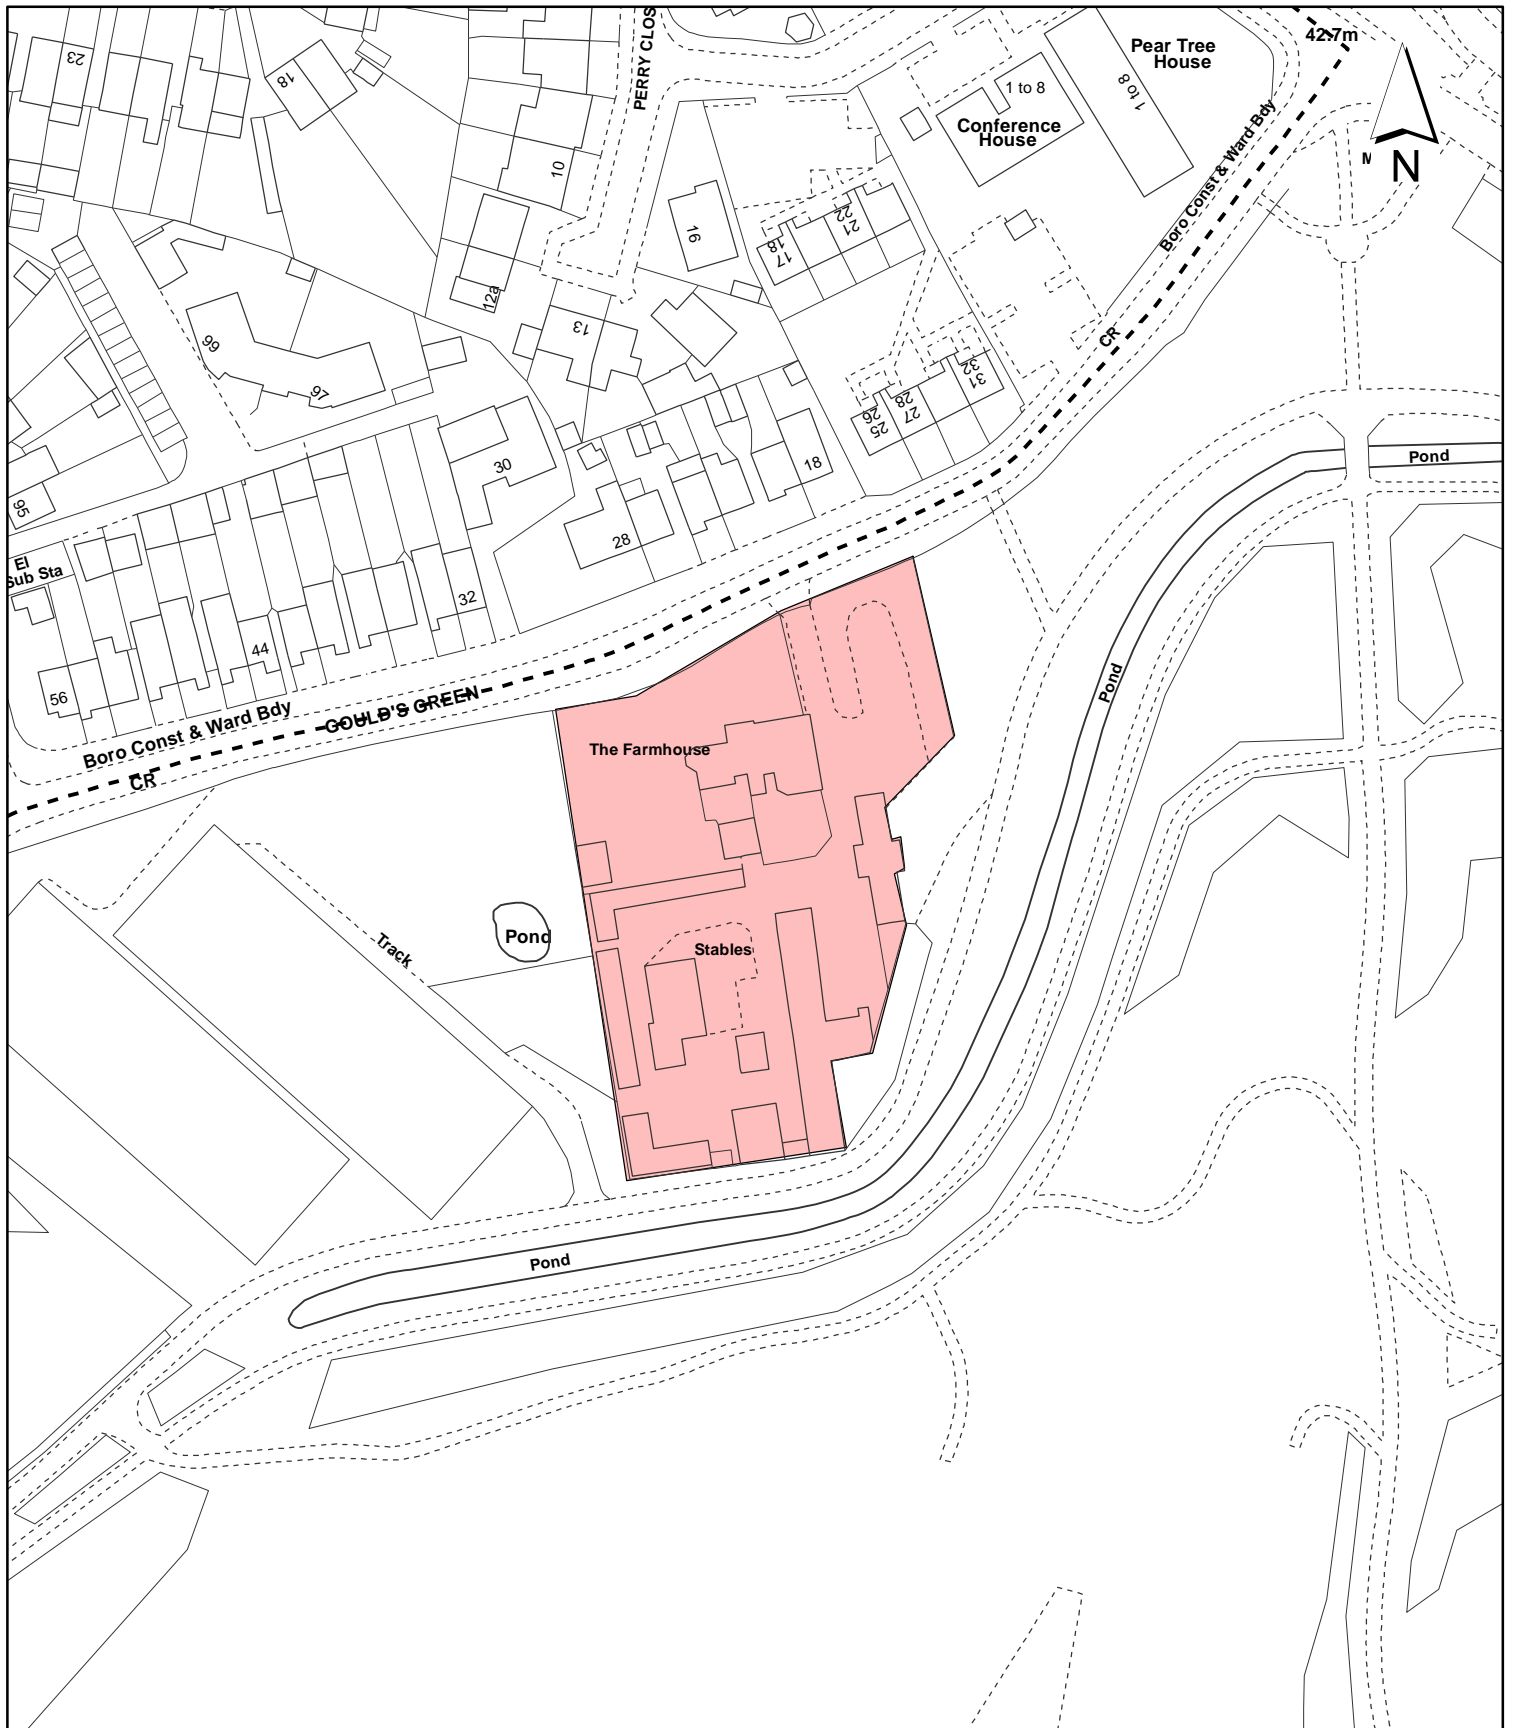 42.7m
Pear Tree
House
23
18
PERRY CLOS
1 to 8
1 to 8
Conference
House
Boro Const & Ward Bdy
N
10
16
22
21
18
17
12a
13
CR
99
97
32
31
28
27
26
25
30
18
Pond
95
28
El
Sub Sta
32
44
56
Pond
GOULD'S GREEN
Boro Const & Ward Bdy
CR
The Farmhouse
Pond
Track
Stables
Pond